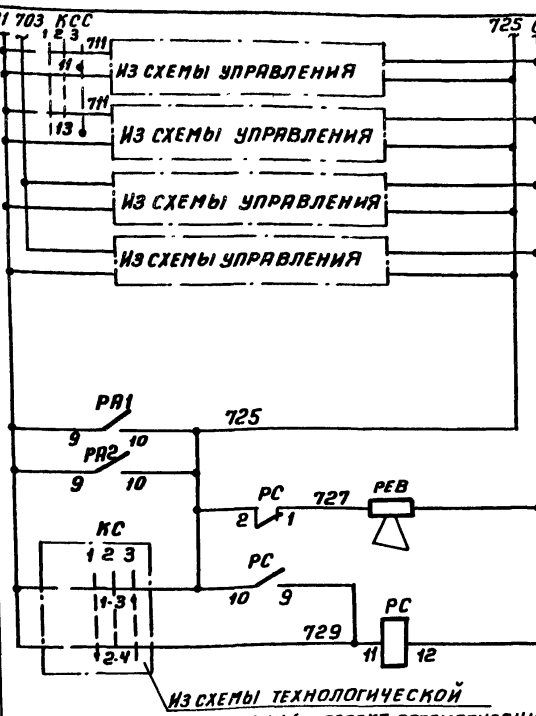 703 КСС 725
1 2 3 711
11
ИЗ СХЕМЫ УПРАВЛЕНИЯ
711
13
ИЗ СХЕМЫ УПРАВЛЕНИЯ
ИЗ СХЕМЫ УПРАВЛЕНИЯ
ИЗ СХЕМЫ УПРАВЛЕНИЯ
РА1 725
9 10
РА2
9 10
РС 727 РЕВ
2 1
КС
1 2 3 РС
1-3 10 9 РС
729
2-4 11 12
ИЗ СХЕМЫ ТЕХНОЛОГИЧЕСКОЙ